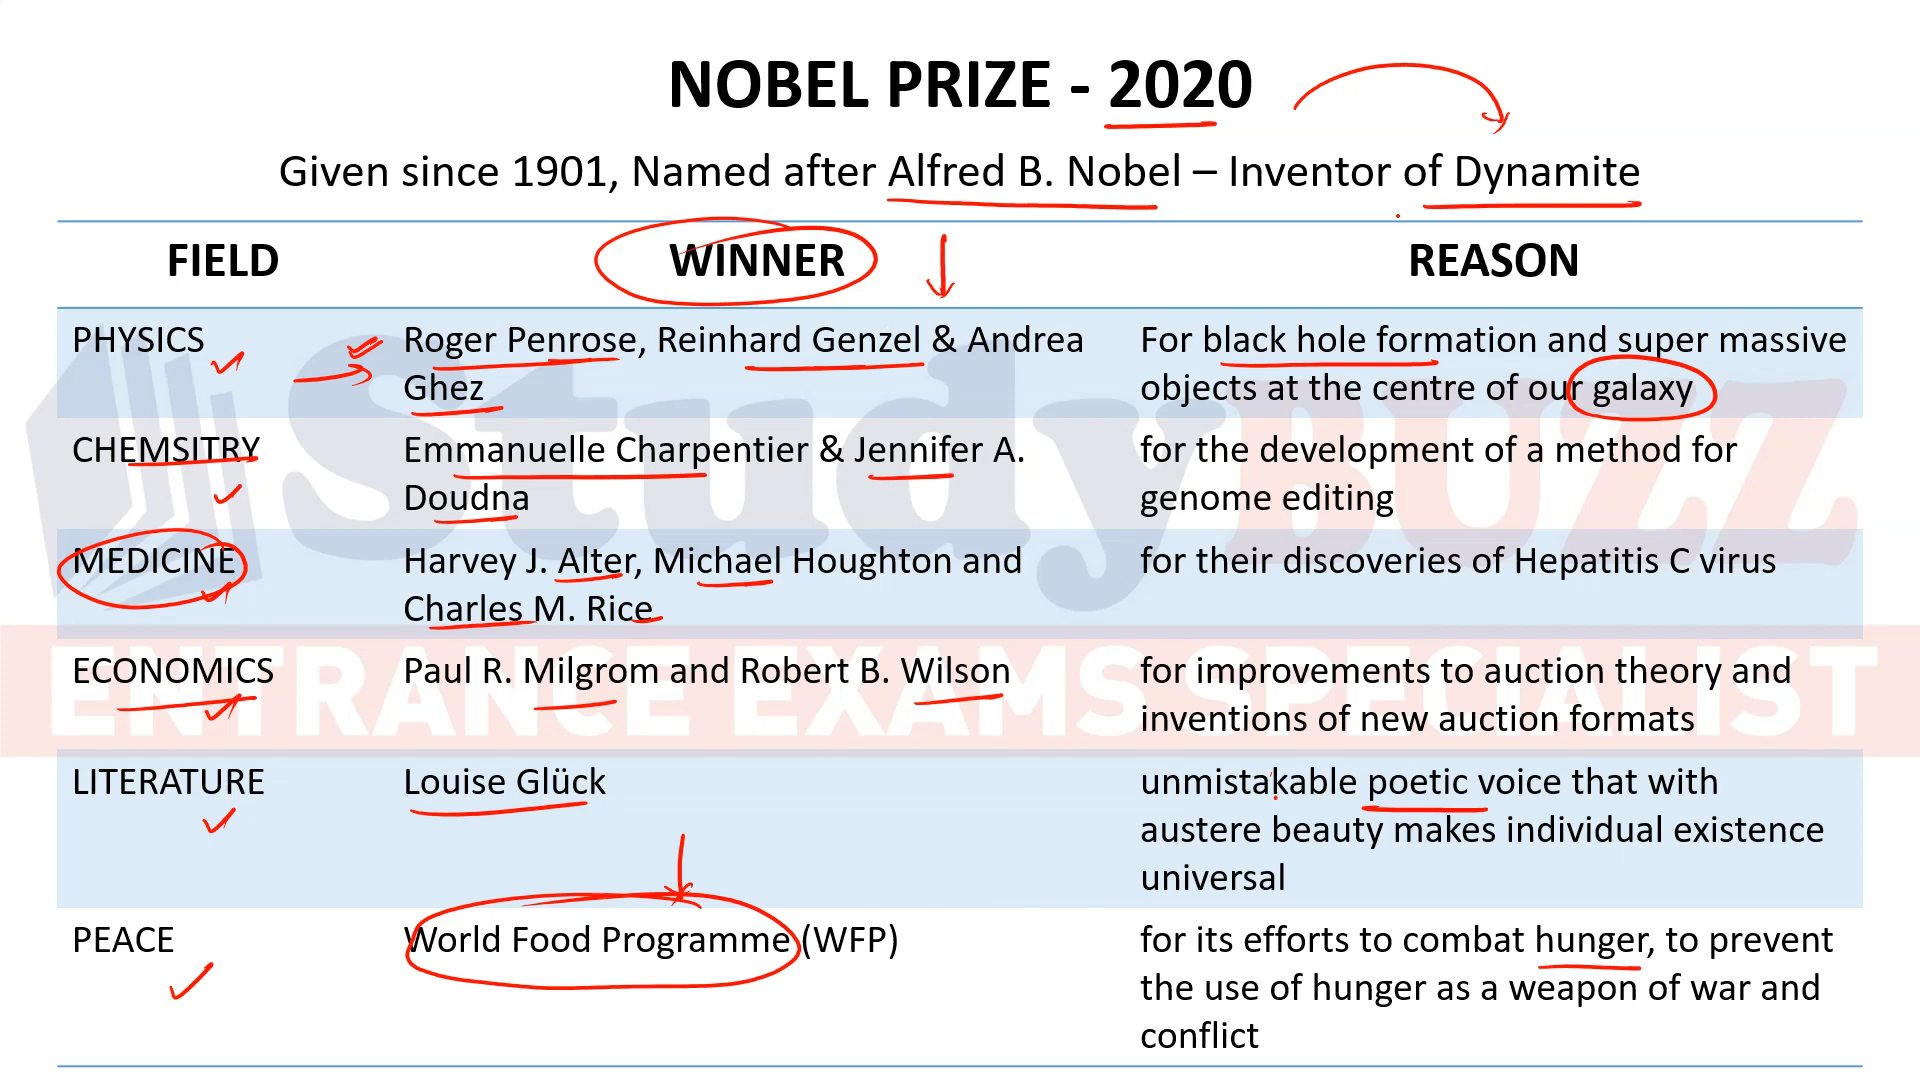 NOBEL PRIZE - 2020
Given since 1901, Named after Alfred B. Nobel – Inventor of Dynamite
FIELD WINNER REASON
PHYSICS Roger Penrose, Reinhard Genzel & Andrea For black hole formation and super massive
Ghez objects at the centre of our galaxy
CHEMSITRY Emmanuelle Charpentier & Jennifer A. for the development of a method for
Doudna genome editing
MEDICINE Harvey J. Alter, Michael Houghton and for their discoveries of Hepatitis C virus
Charles M. Rice
ECONOMICS Paul R. Milgrom and Robert B. Wilson for improvements to auction theory and
inventions of new auction formats
LITERATURE Louise Glück unmistakable poetic voice that with
austere beauty makes individual existence
universal
PEACE World Food Programme (WFP) for its efforts to combat hunger, to prevent
the use of hunger as a weapon of war and
conflict
StudyBUZZ
ENTRANCE EXAMS SPECIALIST